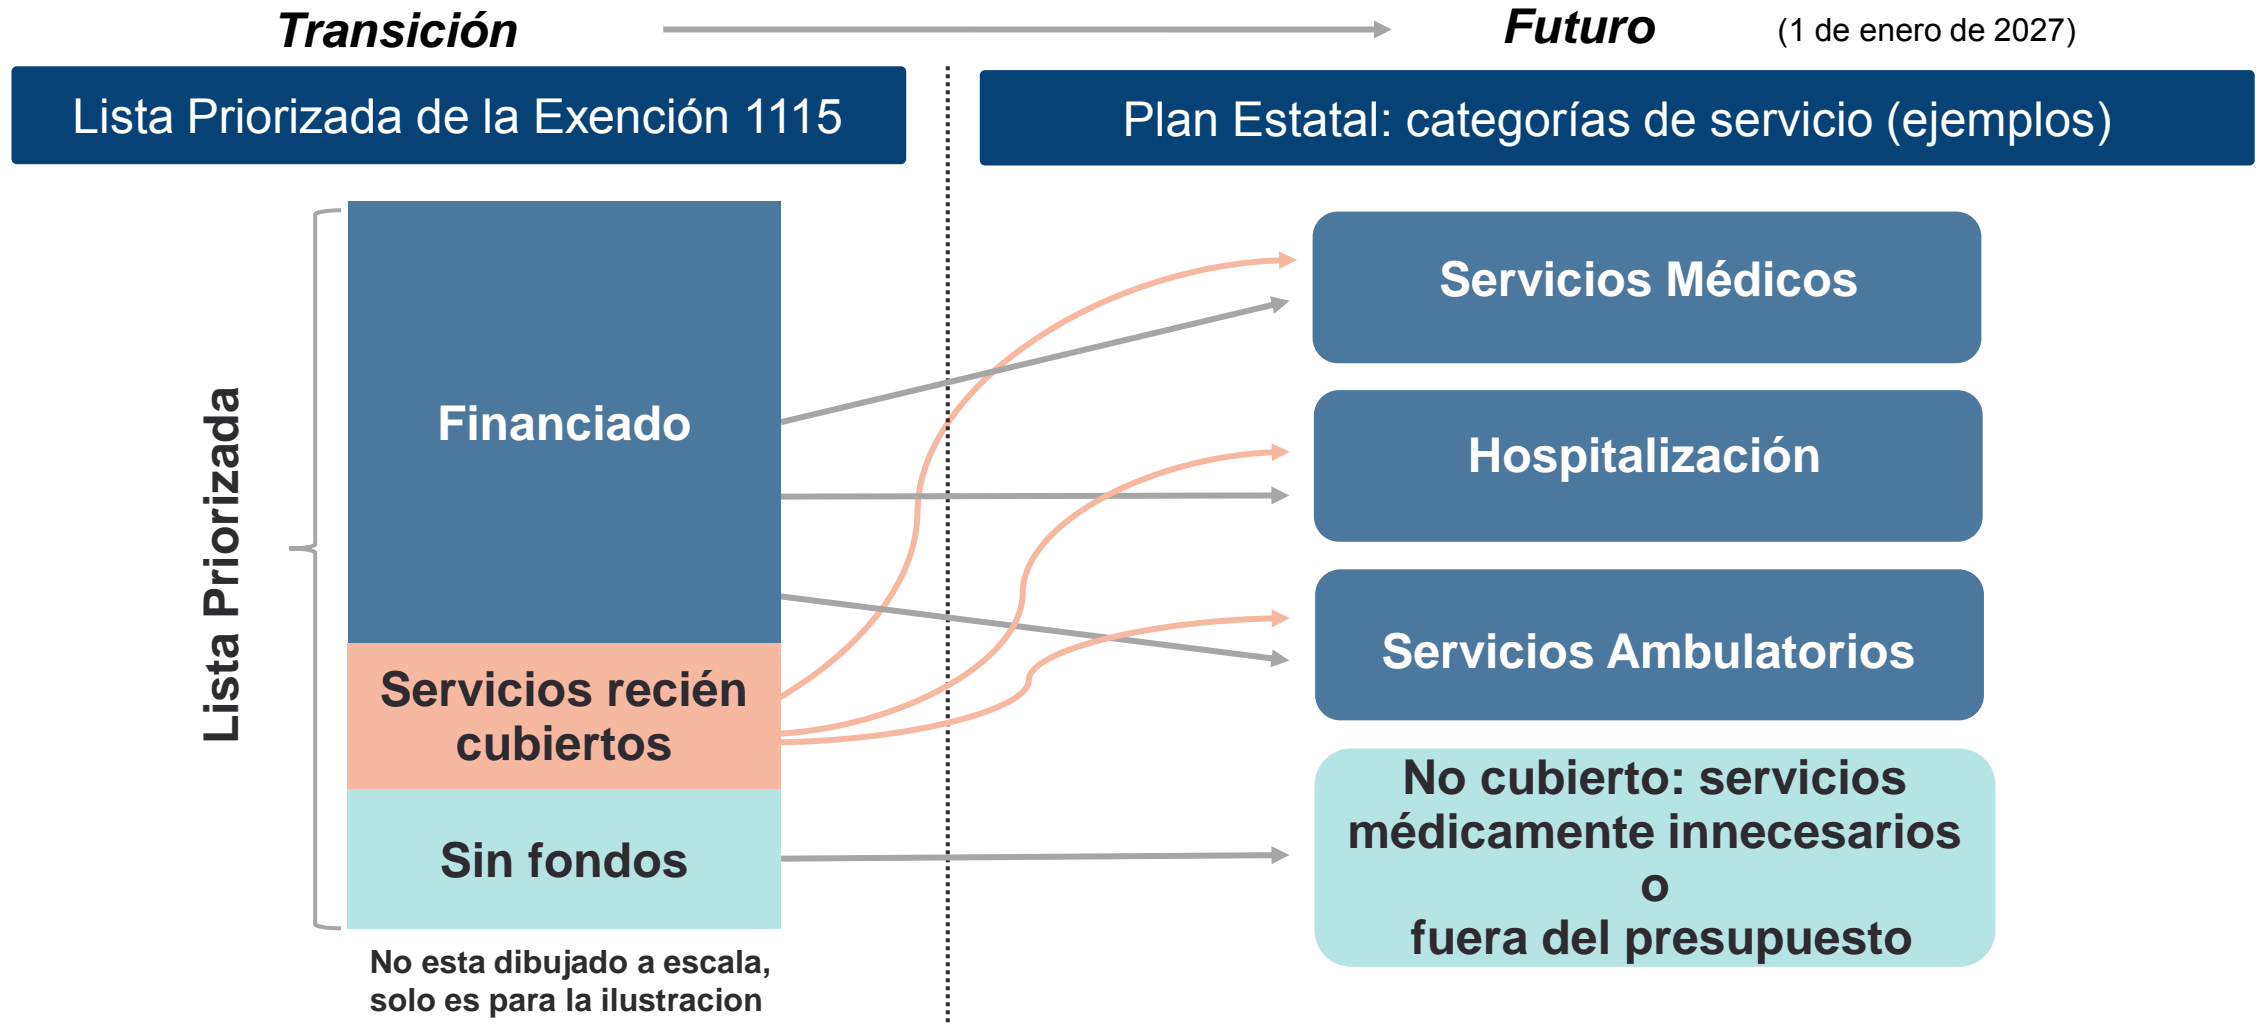 Transición
Futuro
(1 de enero de 2027)
Lista Priorizada de la Exención 1115
Plan Estatal: categorías de servicio (ejemplos)
Lista Priorizada
Financiado
Servicios recién
cubiertos
Sin fondos
No esta dibujado a escala,
solo es para la ilustracion
Servicios Médicos
Hospitalización
Servicios Ambulatorios
No cubierto: servicios
médicamente innecesarios
o
fuera del presupuesto